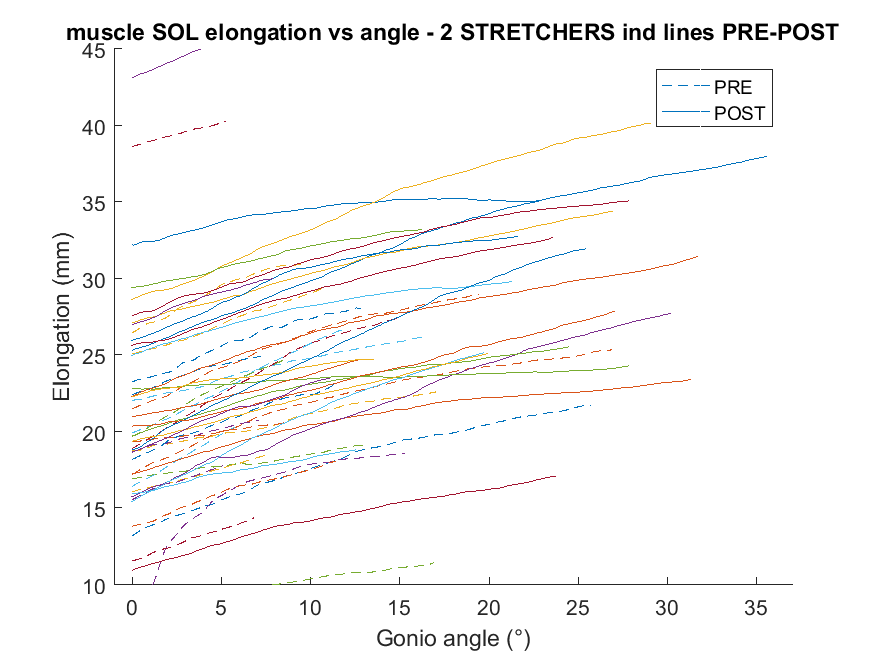 muscle SOL elongation vs angle - 2 STRETCHERS ind lines PRE-POST
PRE
POST
Elongation (mm)
45
40
35
30
25
20
15
10
0 5 10 15 20 25 30 35
Gonio angle (°)